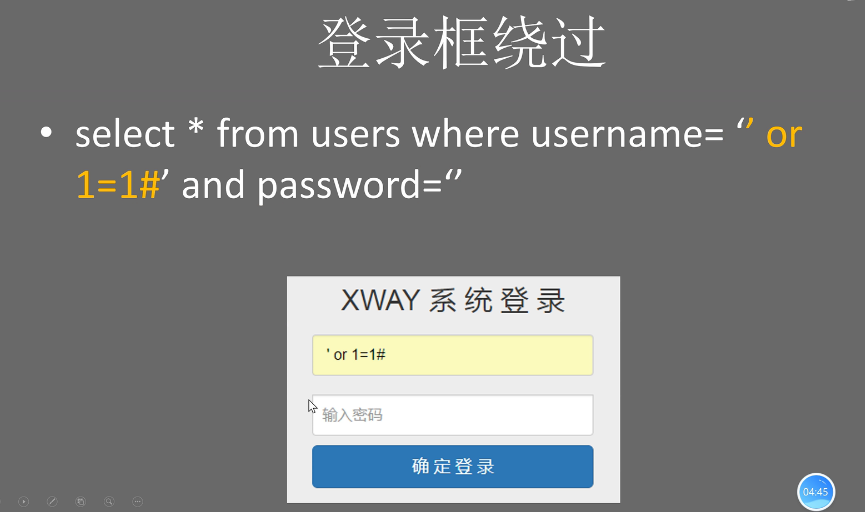 登录框绕过
• select * from users where username= ‘’ or
1=1#’ and password=‘’
XWAY 系 统 登 录
' or 1=1#
输入密码
确 定 登 录
04:45